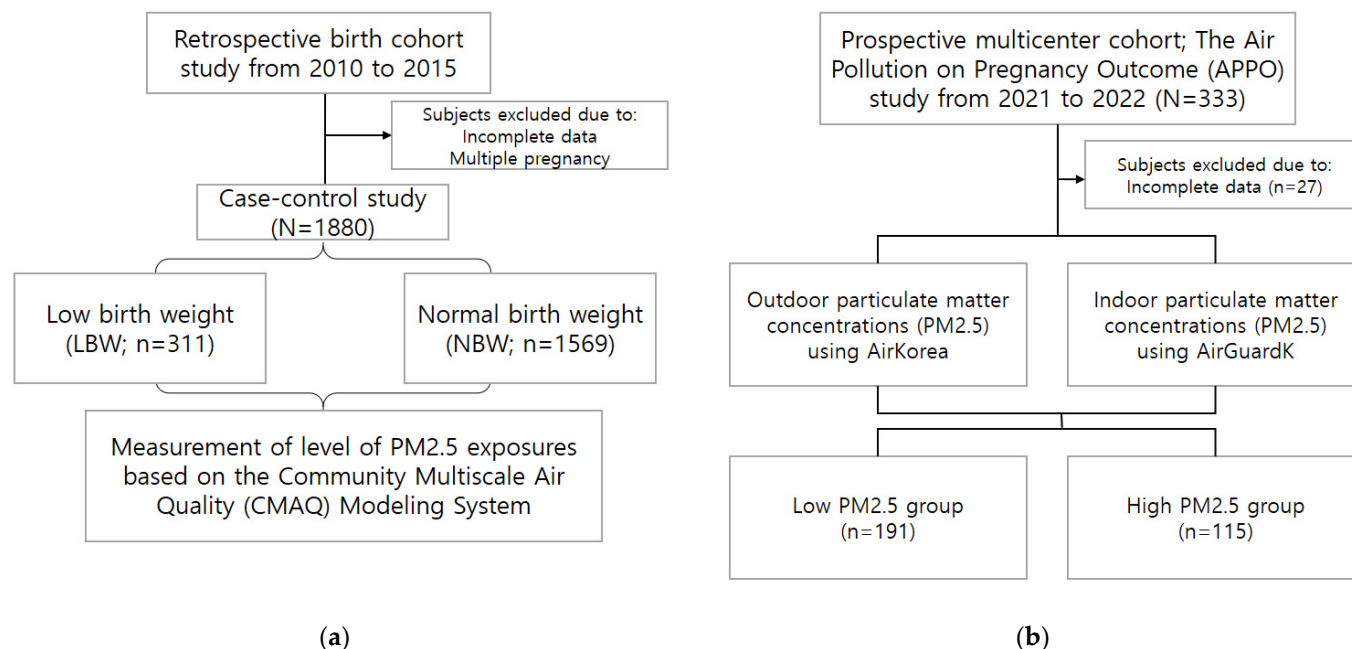 Retrospective birth cohort
study from 2010 to 2015
Subjects excluded due to:
Incomplete data
Multiple pregnancy
Case-control study
(N=1880)
Low birth weight
(LBW; n=311)
Normal birth weight
(NBW; n=1569)
Measurement of level of PM2.5 exposures
based on the Community Multiscale Air
Quality (CMAQ) Modeling System
(a)
Prospective multicenter cohort; The Air
Pollution on Pregnancy Outcome (APPO)
study from 2021 to 2022 (N=333)
Subjects excluded due to:
Incomplete data (n=27)
Outdoor particulate matter
concentrations (PM2.5)
using AirKorea
Indoor particulate matter
concentrations (PM2.5)
using AirGuardK
Low PM2.5 group
(n=191)
High PM2.5 group
(n=115)
(b)